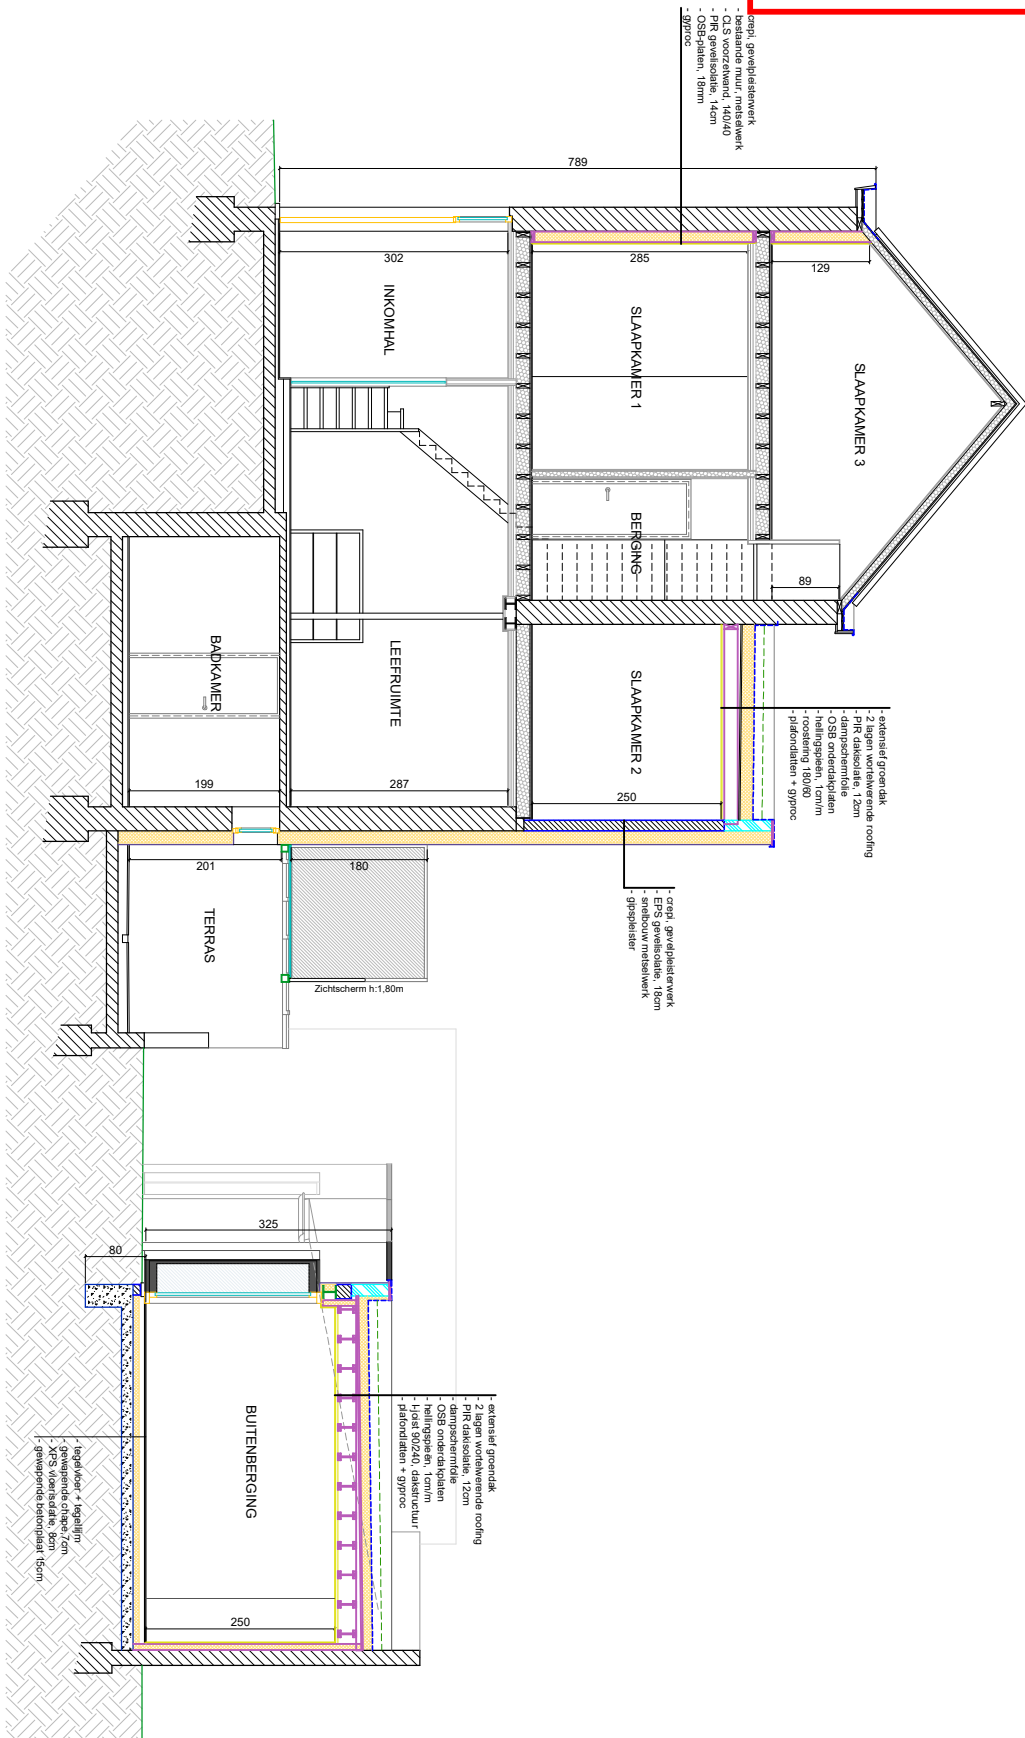 - crepi, gevelpleisterwerk
- bestaande muur, metselwerk
- CLS voorzetwand, 140/40
- PIR gevelisolatie, 14cm
- OSB-platen, 18mm
- gyproc
789
302
285
129
INKOMHAL
SLAAPKAMER 1
SLAAPKAMER 3
BERGING
89
BADKAMER
LEEFRUIMTE
SLAAPKAMER 2
- extensief groendak
- 2 lagen wortelwerende roofing
- PIR dakisolatie, 12cm
- dampschermfolie
- OSB onderdakplaten
- hellingspieën, 1cm/m
- roostering 180/60
- plafondlatten + gyproc
199
287
250
201
180
TERRAS
Zichtscherm h:1,80m
- crepi, gevelpleisterwerk
- EPS gevelisolatie, 18cm
- snelbouw metselwerk
- gipspleister
325
80
BUITENBERGING
250
- extensief groendak
- 2 lagen wortelwerende roofing
- PIR dakisolatie, 12cm
- dampschermfolie
- OSB onderdakplaten
- hellingspieën, 1cm/m
- I-joist 90/240, dakstructuur
- plafondlatten + gyproc
- tegelvloer + tegellijm
- gewapende chape, 7cm
- XPS vloerisolatie, 8cm
- gewapende betonplaat 15cm